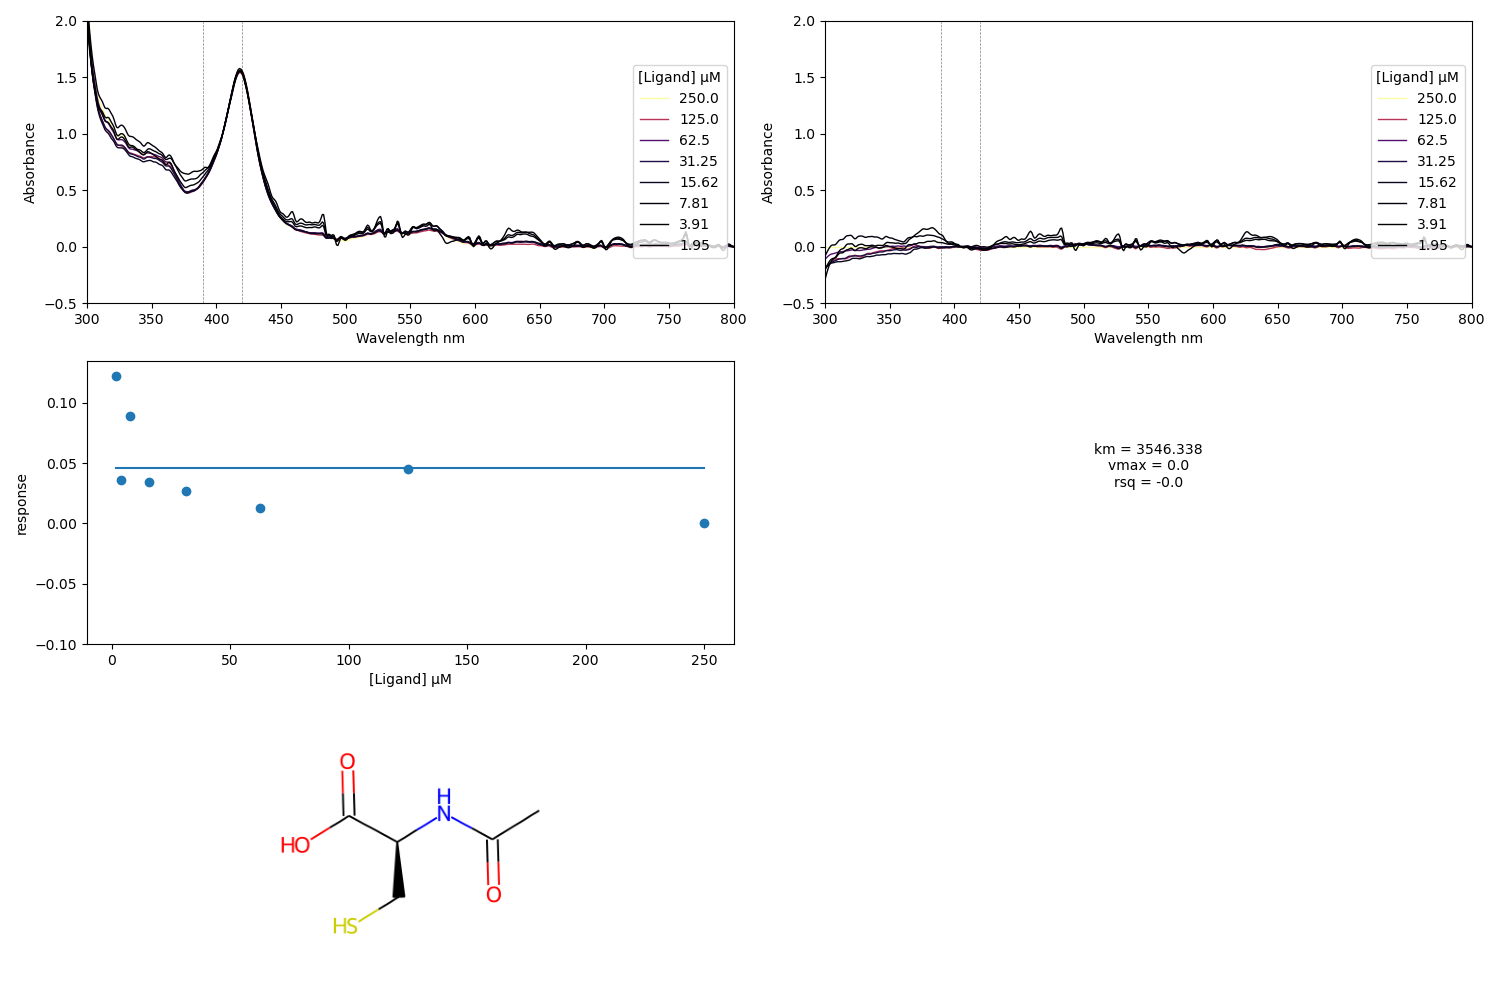 2.0
1.5
1.0
0.5
0.0
−0.5
Absorbance
300 350 400 450 500 550 600 650 700 750 800
Wavelength nm
[Ligand] µM
250.0
125.0
62.5
31.25
15.62
7.81
3.91
1.95
2.0
1.5
1.0
0.5
0.0
−0.5
Absorbance
300 350 400 450 500 550 600 650 700 750 800
Wavelength nm
[Ligand] µM
250.0
125.0
62.5
31.25
15.62
7.81
3.91
1.95
0.10
0.05
0.00
−0.05
−0.10
response
0 50 100 150 200 250
[Ligand] µM
km = 3546.338
vmax = 0.0
rsq = -0.0
O
H
N
HO
O
HS